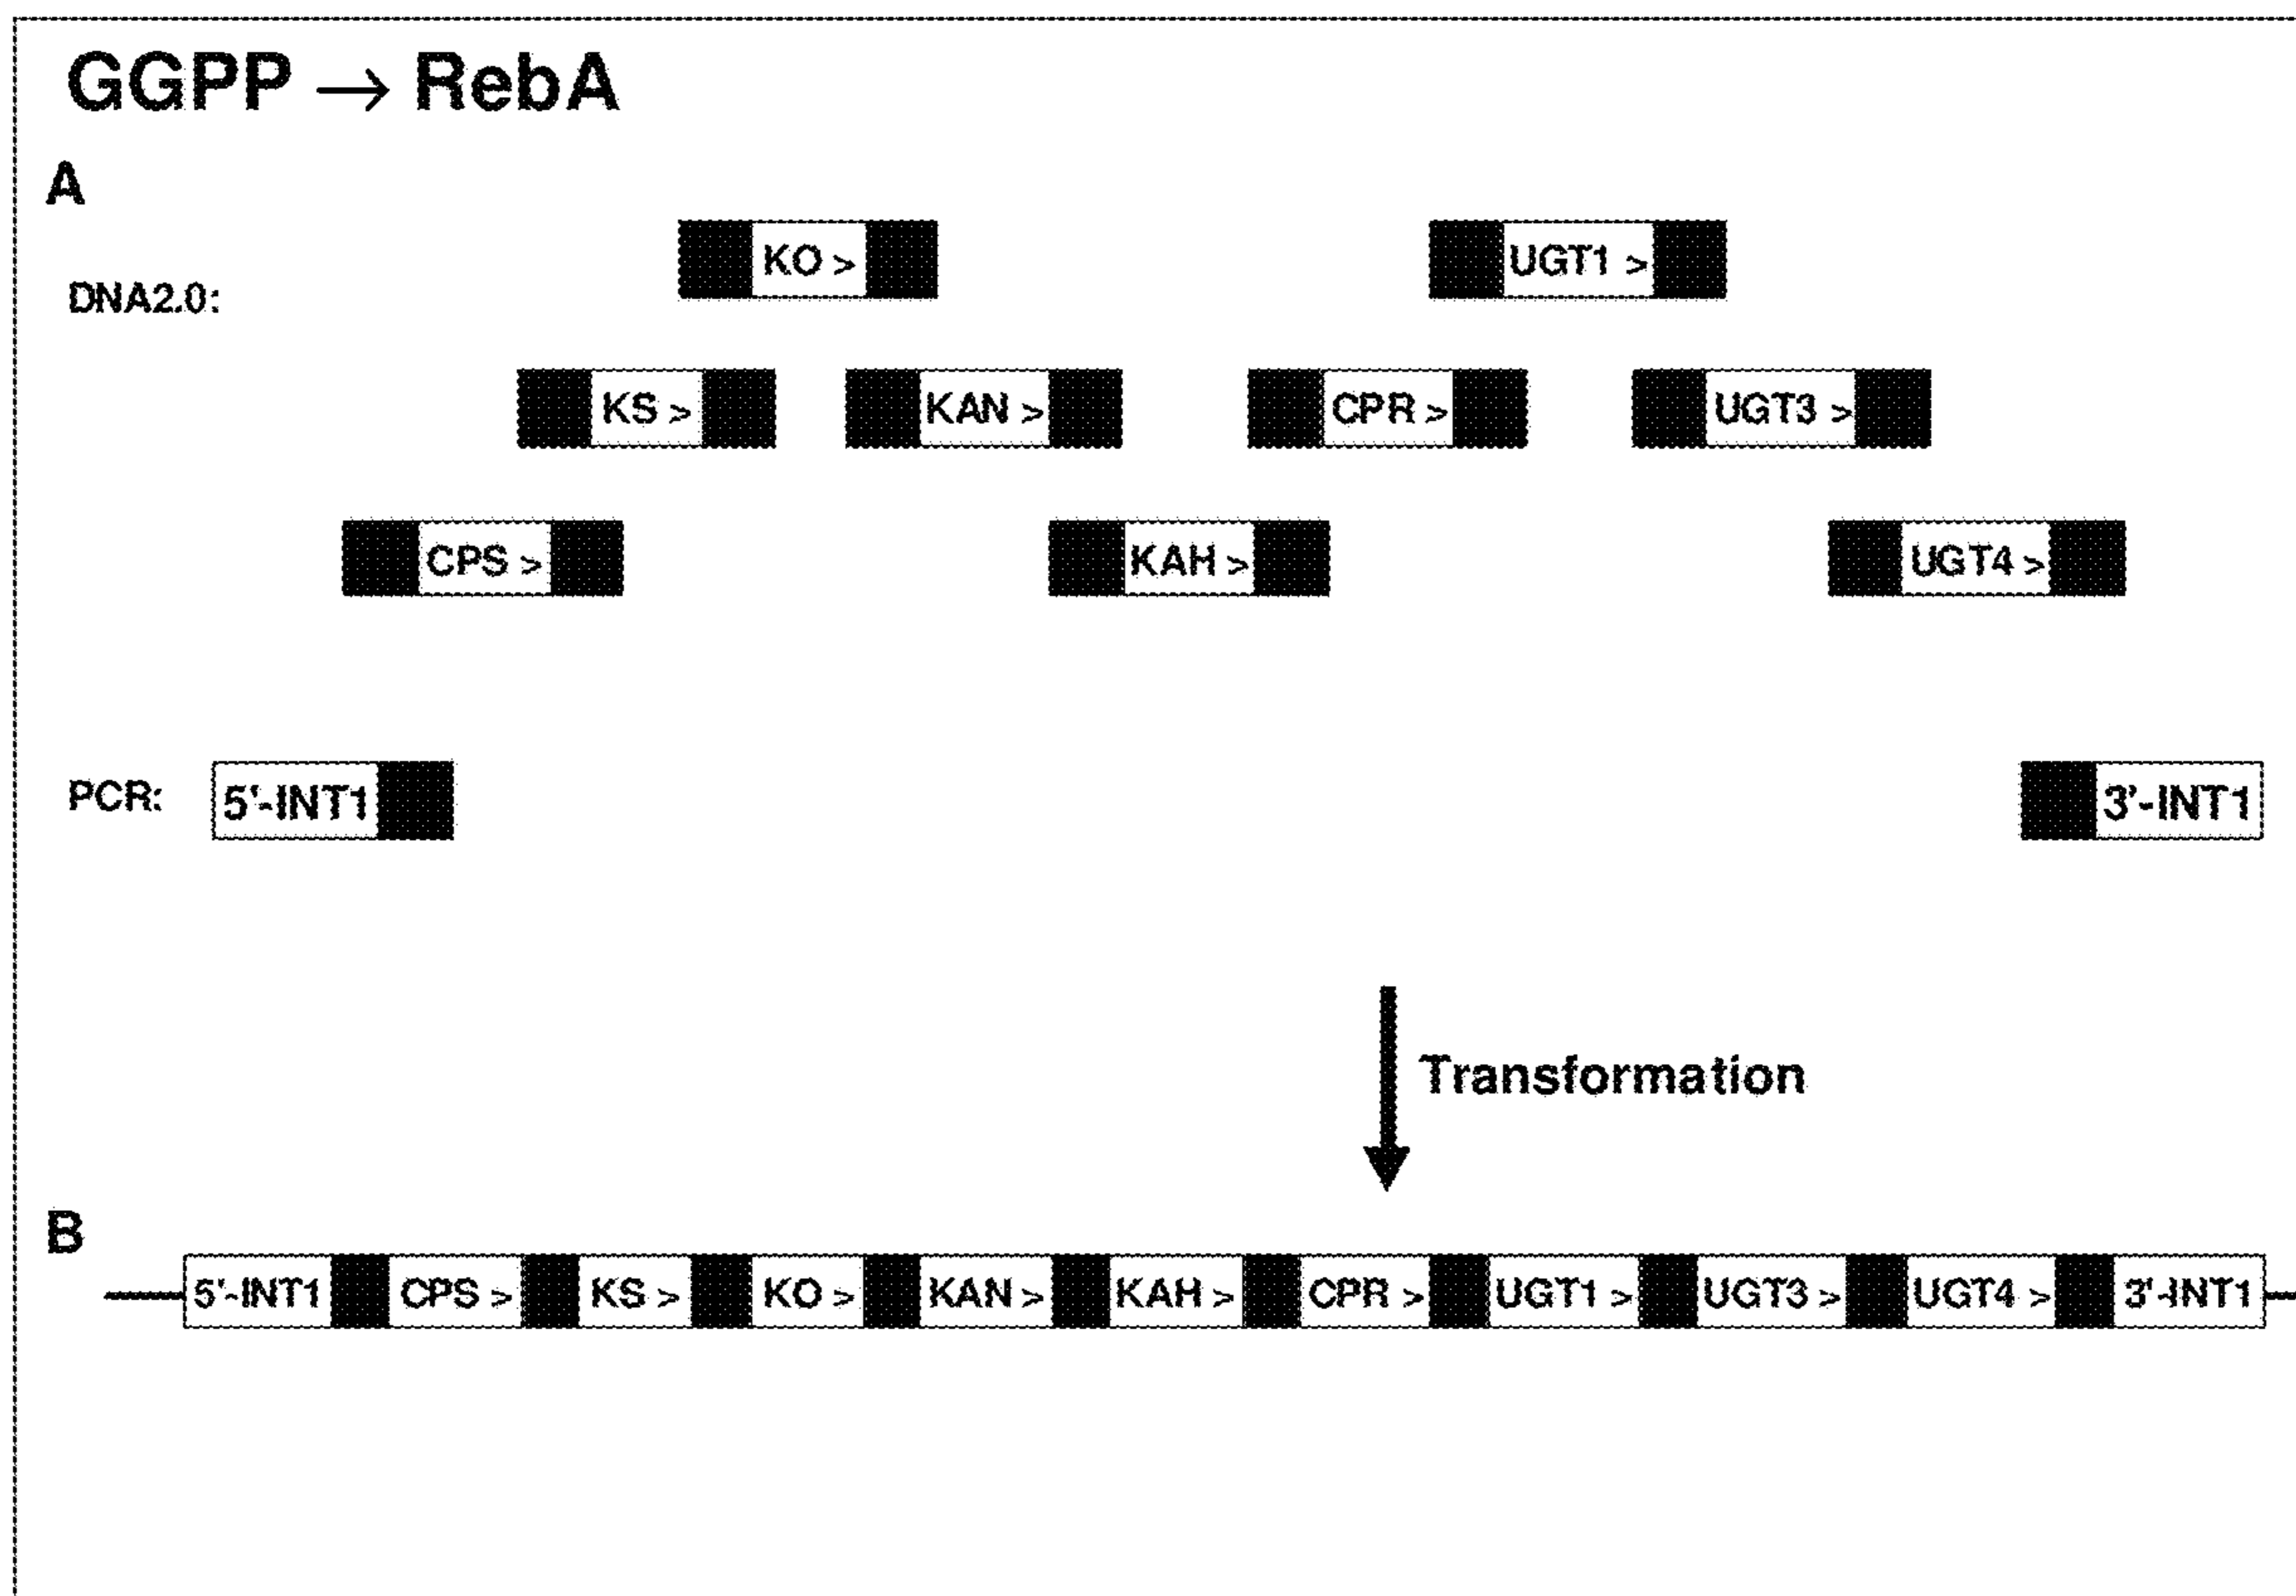 GGPP → RebA
A
DNA2.0:
KO > UGT1 >
KS > KAN > CPR > UGT3 >
CPS > KAH > UGT4 >
PCR: 5'-INT1 3'-INT1
Transformation
B
5'-INT1 CPS > KS > KO > KAN > KAH > CPR > UGT1 > UGT3 > UGT4 > 3'-INT1